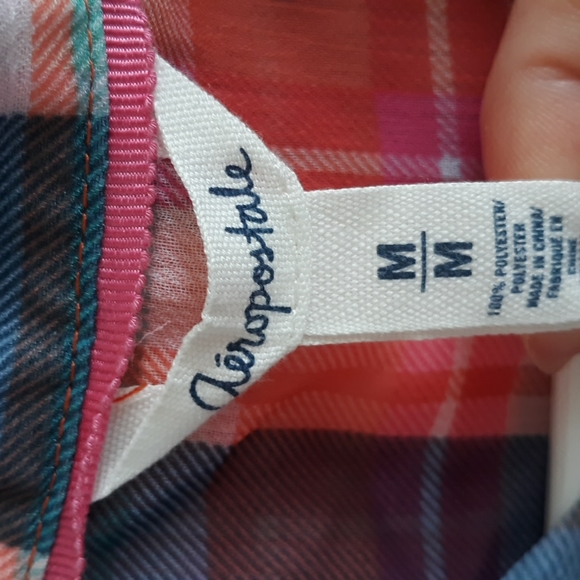 Aéropostale
M
M
100% POLYESTER/
POLYESTER
MADE IN CHINA/
FABRIQUÉ EN
CHINE